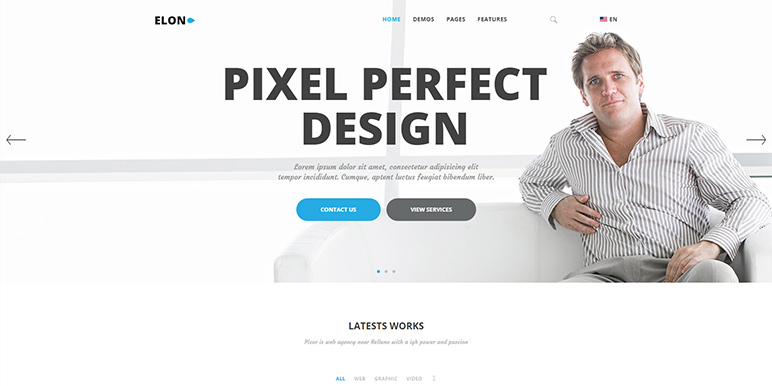 ELON
HOME DEMOS PAGES FEATURES EN
PIXEL PERFECT
DESIGN
Lorem ipsum dolor sit amet, consectetur adipisicing elit
tempor incididunt. Cumque, aptent luctus feugiat bibendum liber.
CONTACT US VIEW SERVICES
LATESTS WORKS
is web agency near with a igh power and passion
ALL WEB GRAPHIC VIDEO